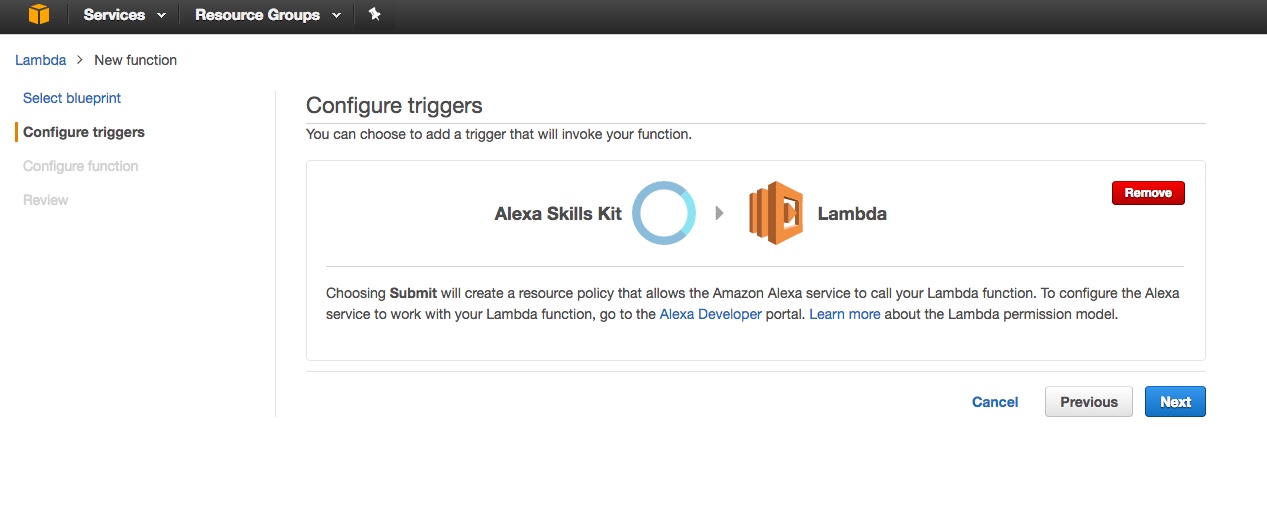 Services Resource Groups
Lambda > New function
Select blueprint
Configure triggers
Configure function
Review
Configure triggers
You can choose to add a trigger that will invoke your function.
Alexa Skills Kit Lambda
Remove
Choosing Submit will create a resource policy that allows the Amazon Alexa service to call your Lambda function. To configure the Alexa
service to work with your Lambda function, go to the Alexa Developer portal. Learn more about the Lambda permission model.
Cancel Previous Next